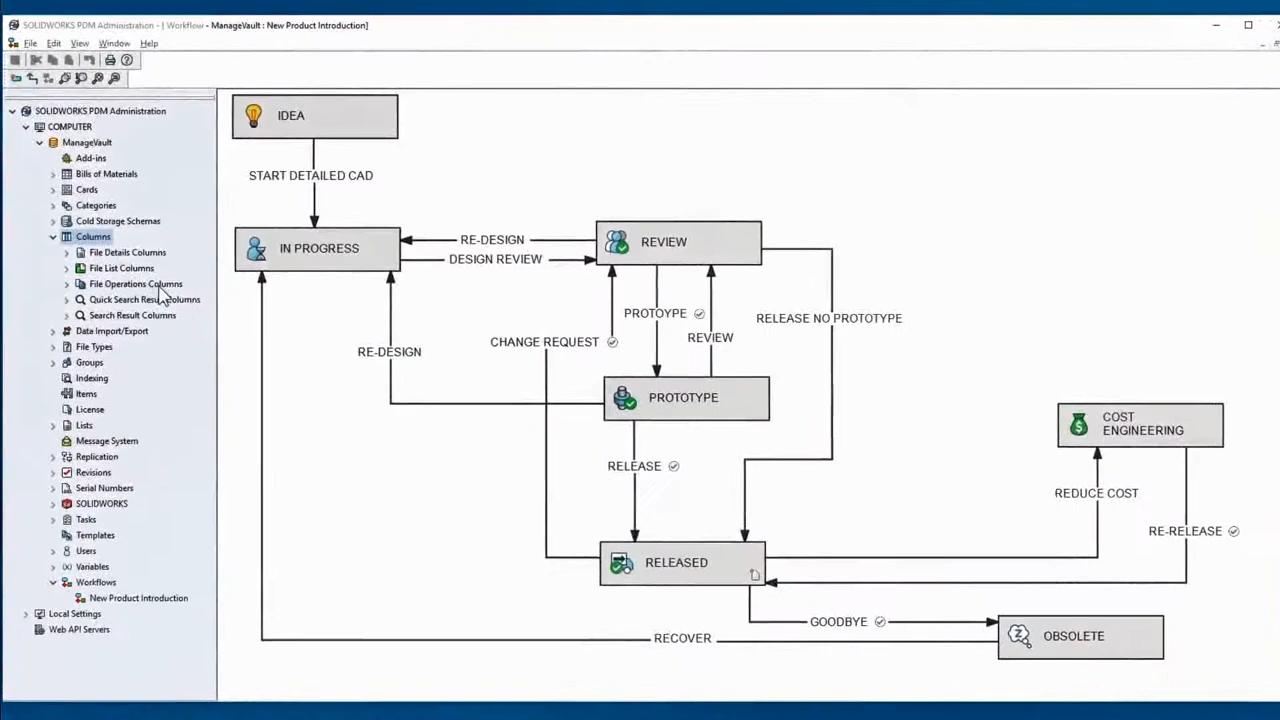 SOLIDWORKS PDM Administration - [ Workflow - ManageVault : New Product Introduction]
File Edit View Window Help
SOLIDWORKS PDM Administration
COMPUTER
ManageVault
Add-ins
Bills of Materials
Cards
Categories
Cold Storage Schemas
Columns
File Details Columns
File List Columns
File Operations Columns
Quick Search Result Columns
Search Result Columns
Data Import/Export
File Types
Groups
Indexing
Items
License
Lists
Message System
Replication
Revisions
Serial Numbers
SOLIDWORKS
Tasks
Templates
Users
Variables
Workflows
New Product Introduction
Local Settings
Web API Servers
IDEA
START DETAILED CAD
IN PROGRESS
RE-DESIGN
DESIGN REVIEW
REVIEW
PROTOYPE
REVIEW
RELEASE NO PROTOTYPE
CHANGE REQUEST
RE-DESIGN
PROTOTYPE
COST
ENGINEERING
RELEASE
REDUCE COST
RE-RELEASE
RELEASED
GOODBYE
RECOVER
OBSOLETE